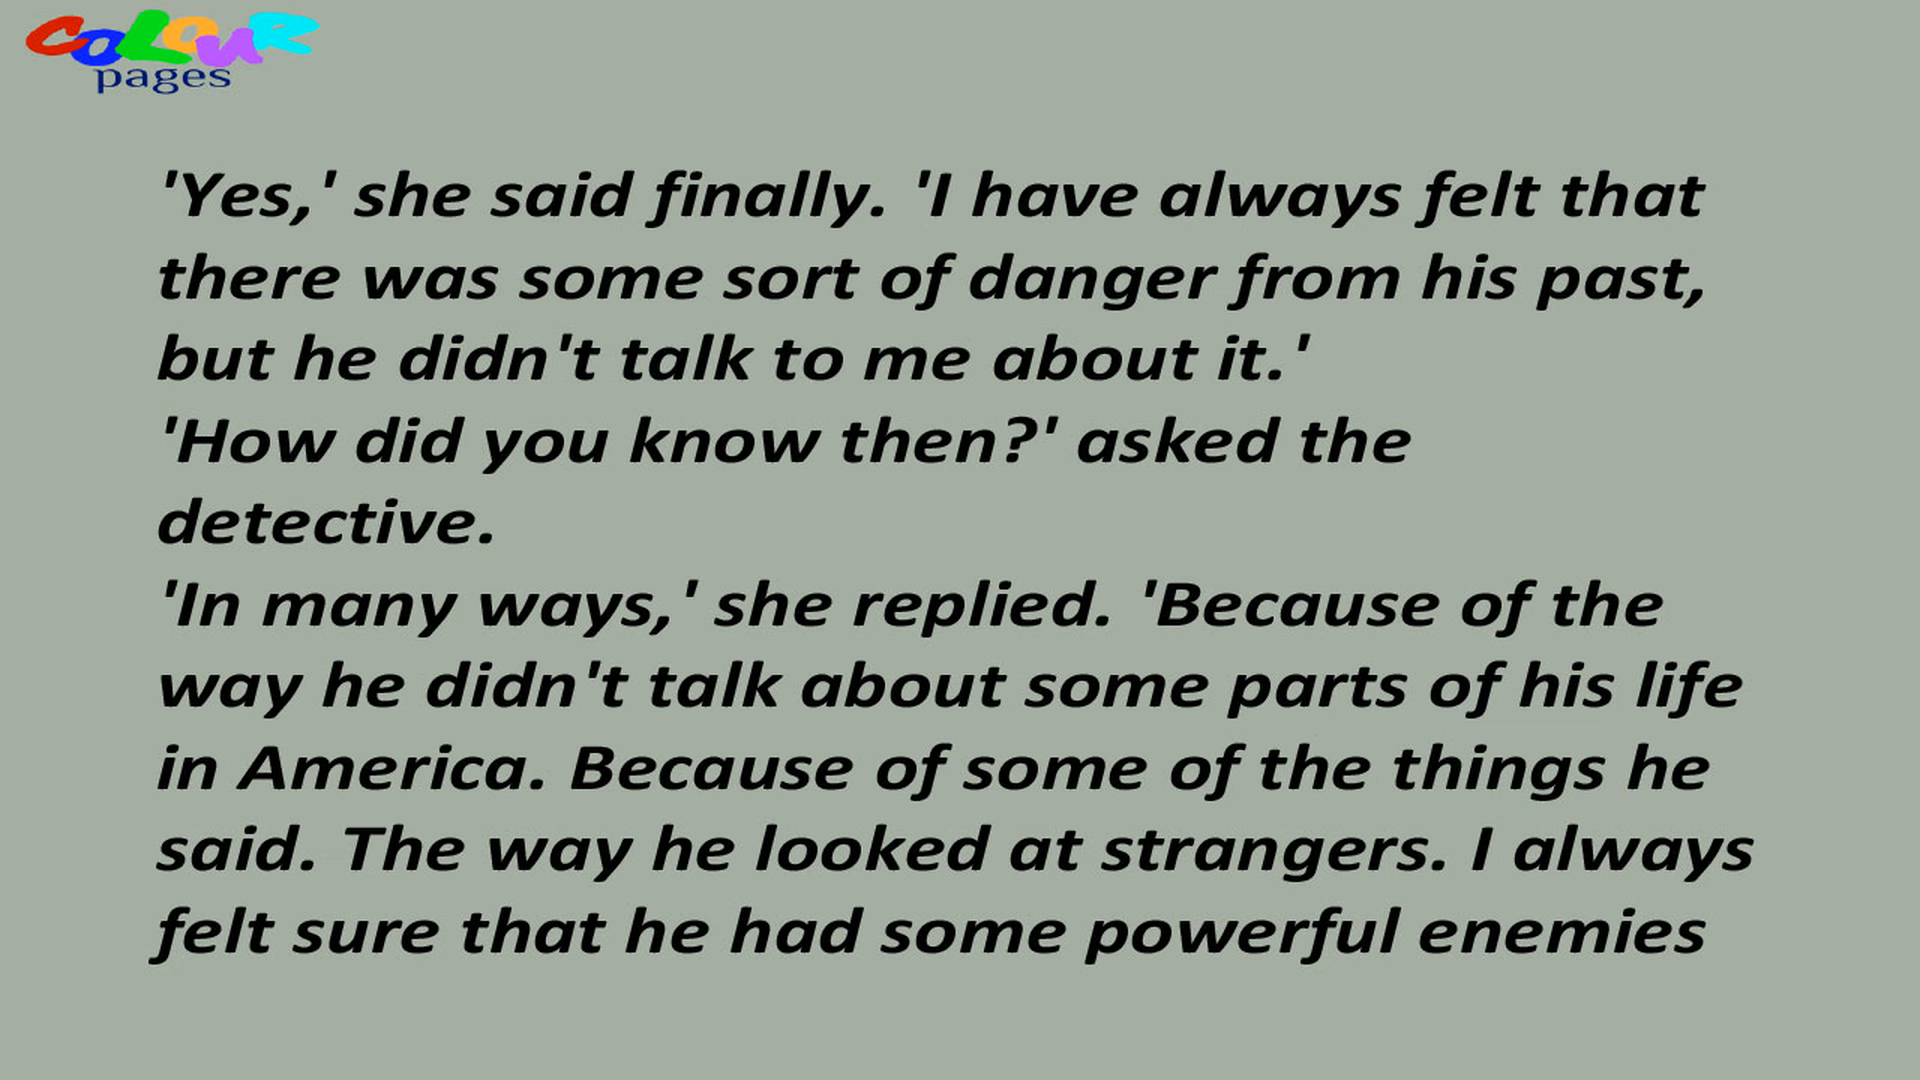 COLOUR
pages
'Yes,' she said finally. 'I have always felt that
there was some sort of danger from his past,
but he didn't talk to me about it.'
'How did you know then?' asked the
detective.
'In many ways,' she replied. 'Because of the
way he didn't talk about some parts of his life
in America. Because of some of the things he
said. The way he looked at strangers. I always
felt sure that he had some powerful enemies